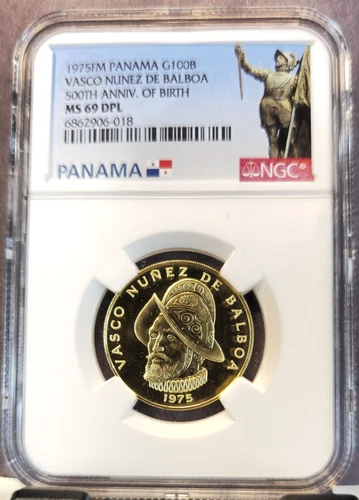 1975FM PANAMA G100B
VASCO NUNEZ DE BALBOA
500TH ANNIV. OF BIRTH
MS 69 DPL
6862906-018
PANAMA
NGC
VASCO NUÑEZ DE BALBOA
1975